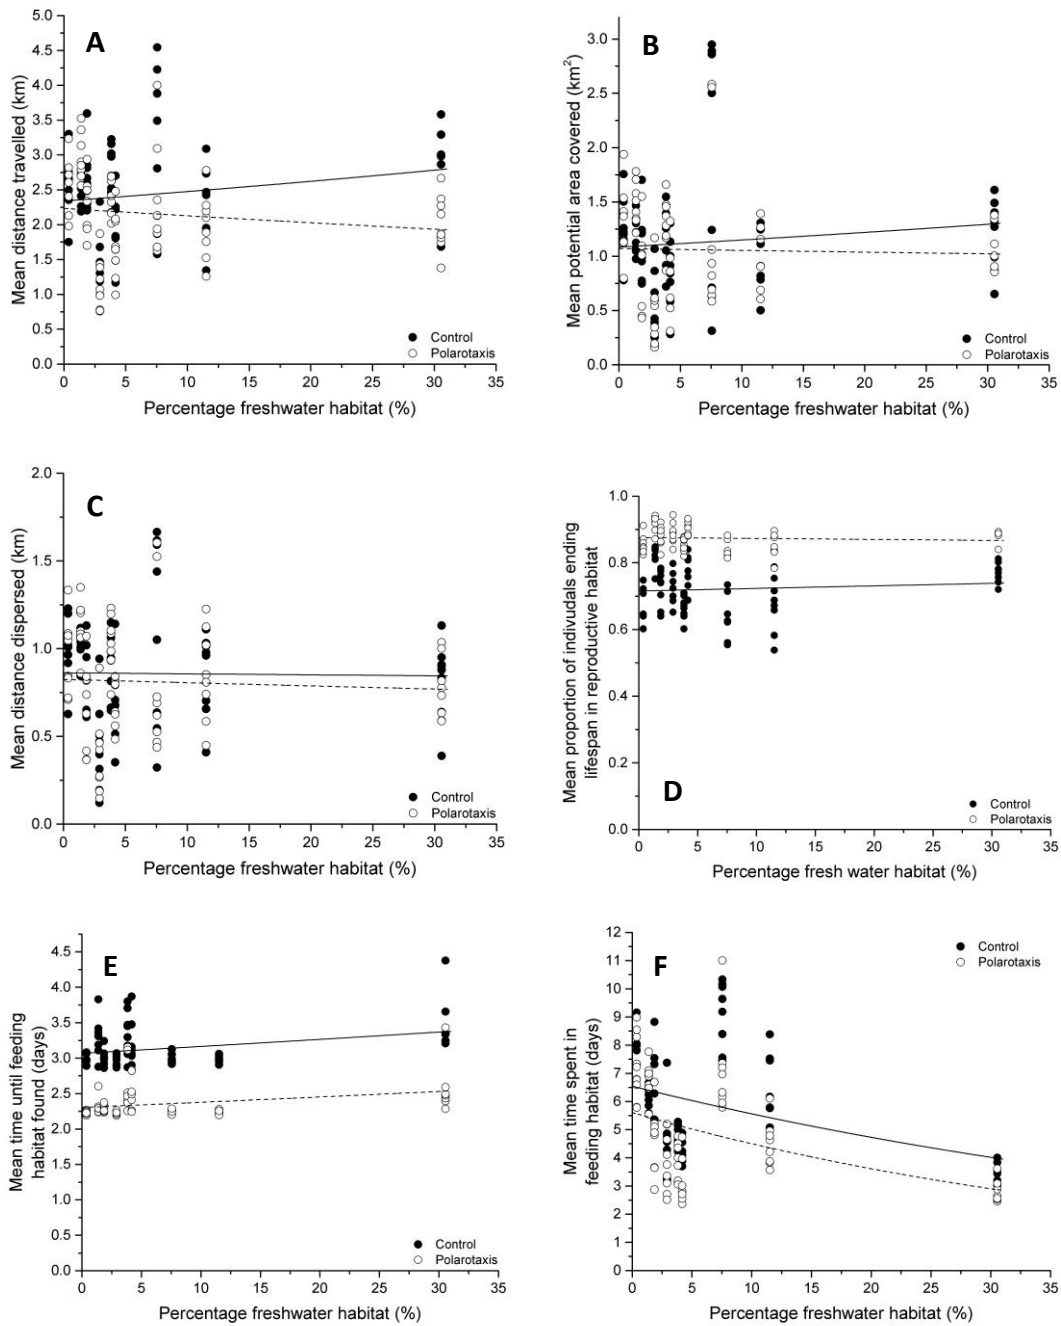 A
5.0
4.5
4.0
3.5
3.0
2.5
2.0
1.5
1.0
0.5
0.0
Mean distance travelled (km)
Control
Polarotaxis
0 5 10 15 20 25 30 35
Percentage freshwater habitat (%)
B
3.0
2.5
2.0
1.5
1.0
0.5
0.0
Mean potential area covered (km²)
Control
Polarotaxis
0 5 10 15 20 25 30 35
Percentage freshwater habitat (%)
C
2.0
1.5
1.0
0.5
0.0
Mean distance dispersed (km)
Control
Polarotaxis
0 5 10 15 20 25 30 35
Percentage freshwater habitat (%)
D
1.0
0.8
0.6
0.4
0.2
0.0
Mean proportion of indivudals ending
lifespan in reproductive habitat
Control
Polarotaxis
0 5 10 15 20 25 30 35
Percentage fresh water habitat (%)
E
4.5
4.0
3.5
3.0
2.5
2.0
1.5
1.0
0.5
0.0
Mean time until feeding
habitat found (days)
Control
Polarotaxis
0 5 10 15 20 25 30 35
Percentage freshwater habitat (%)
F
12
11
10
9
8
7
6
5
4
3
2
1
0
Mean time spent in
feeding habitat (days)
Control
Polarotaxis
0 5 10 15 20 25 30 35
Percentage freshwater habitat (%)